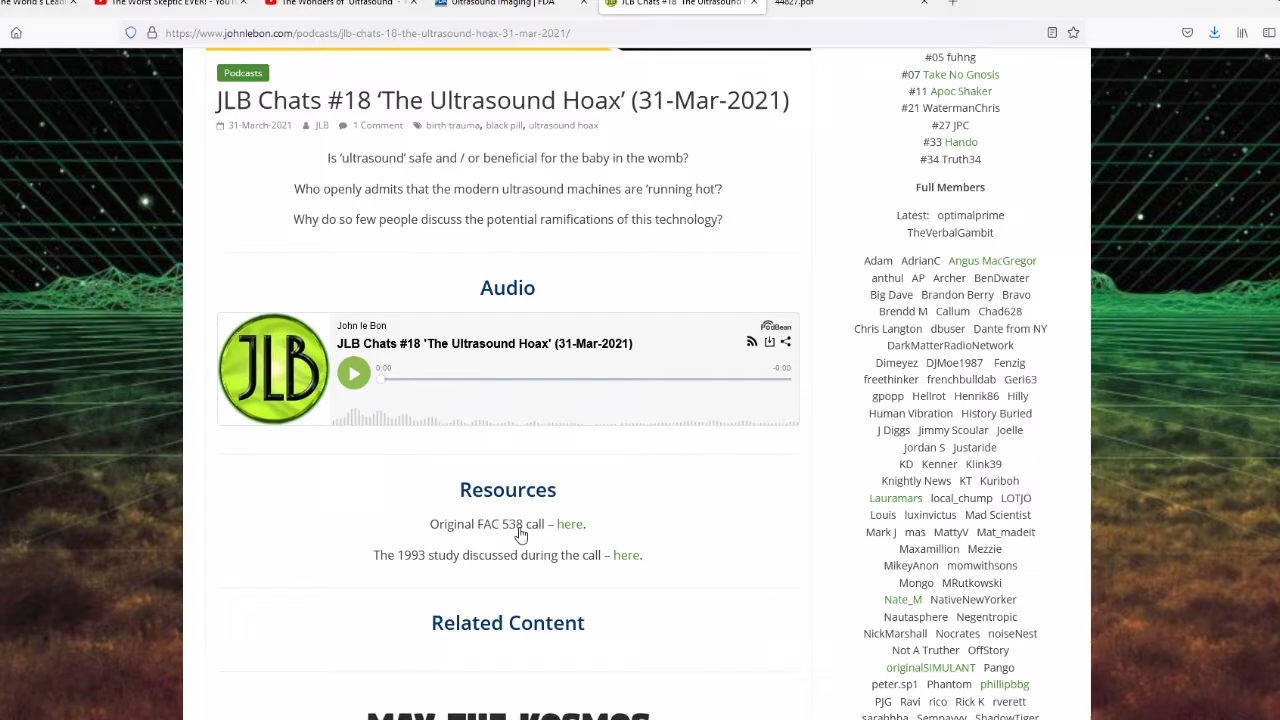 The World's Lead
The Worst Skeptic EVER! - YouT
The Wonders of 'Ultrasound' -
Ultrasound Imaging | FDA
JLB Chats #18 'The Ultrasound H
44827.pdf
https://www.johnlebon.com/podcasts/jlb-chats-18-the-ultrasound-hoax-31-mar-2021/
Podcasts
JLB Chats #18 ‘The Ultrasound Hoax’ (31-Mar-2021)
31-March-2021 JLB 1 Comment birth trauma, black pill, ultrasound hoax
Is ‘ultrasound’ safe and / or beneficial for the baby in the womb?
Who openly admits that the modern ultrasound machines are ‘running hot’?
Why do so few people discuss the potential ramifications of this technology?
Audio
JLB
John le Bon
PodBean
JLB Chats #18 'The Ultrasound Hoax' (31-Mar-2021)
0:00
-0:00
Resources
Original FAC 538 call – here.
The 1993 study discussed during the call – here.
Related Content
MAY THE KOSMOS
#05 fuhng
#07 Take No Gnosis
#11 Apoc Shaker
#21 WatermanChris
#27 JPC
#33 Hando
#34 Truth34
Full Members
Latest: optimalprime
TheVerbalGambit
Adam AdrianC Angus MacGregor
anthul AP Archer BenDwater
Big Dave Brandon Berry Bravo
Brendd M Callum Chad628
Chris Langton dbuser Dante from NY
DarkMatterRadioNetwork
Dimeyez DJMoe1987 Fenzig
freethinker frenchbulldab Geri63
gpopp Hellrot Henrik86 Hilly
Human Vibration History Buried
J Diggs Jimmy Scoular Joelle
Jordan S Justaride
KD Kenner Klink39
Knightly News KT Kuriboh
Lauramars local_chump LOTJO
Louis luxinvictus Mad Scientist
Mark J mas MattyV Mat_madeit
Maxamillion Mezzie
MikeyAnon momwithsons
Mongo MRutkowski
Nate_M NativeNewYorker
Nautasphere Negentropic
NickMarshall Nocrates noiseNest
Not A Truther OffStory
originalSIMULANT Pango
peter.sp1 Phantom phillipbbg
PJG Ravi rico Rick K rverett
sarahbha Sempavvy ShadowTiger